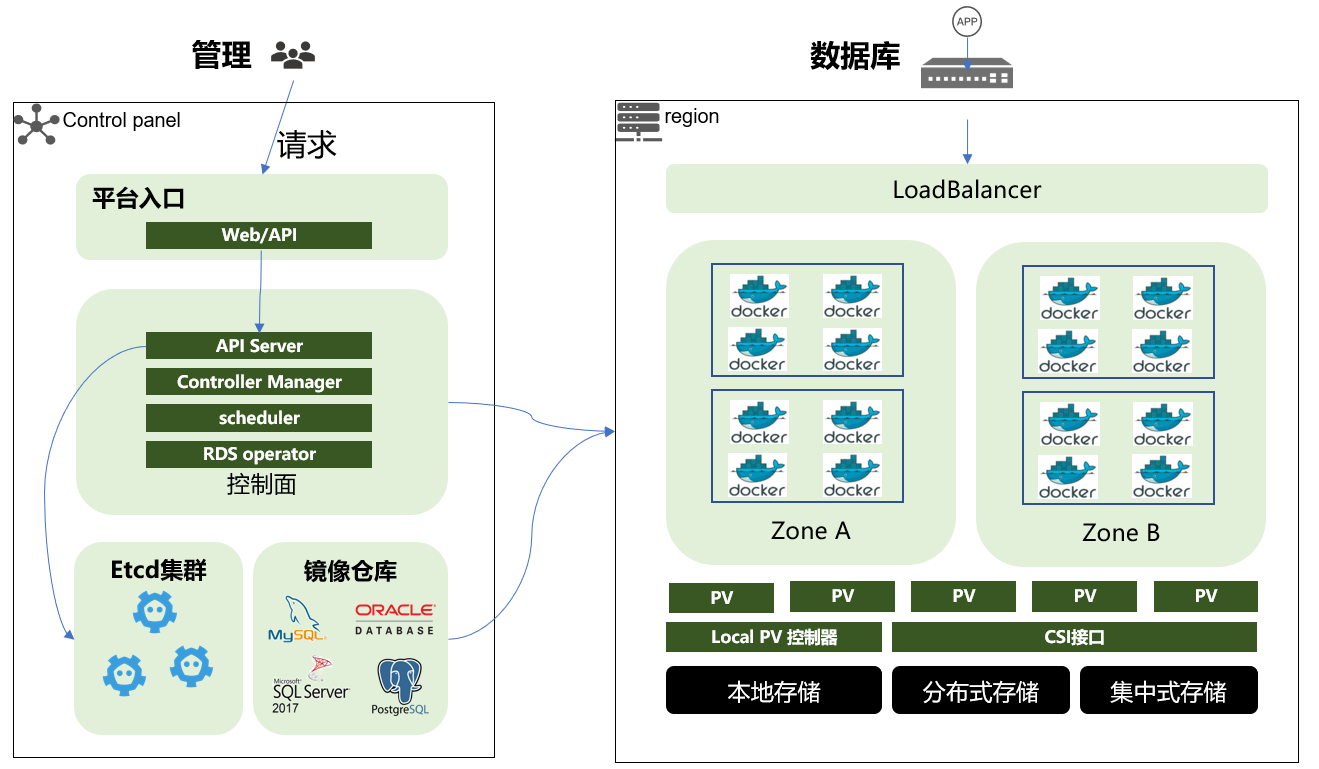 管理
Control panel
请求
平台入口
Web/API
API Server
Controller Manager
scheduler
RDS operator
控制面
Etcd集群
镜像仓库
MySQL
ORACLE
DATABASE
Microsoft
SQL Server
2017
PostgreSQL
APP
数据库
region
LoadBalancer
docker docker
docker docker
docker docker
docker docker
Zone A
docker docker
docker docker
docker docker
docker docker
Zone B
PV PV PV PV PV
Local PV 控制器 CSI接口
本地存储 分布式存储 集中式存储